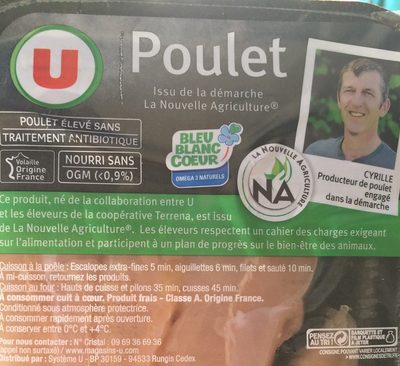 U
Poulet
Issu de la démarche
La Nouvelle Agriculture®
POULET ÉLEVÉ SANS
TRAITEMENT ANTIBIOTIQUE
Volaille
Origine
France
NOURRI SANS
OGM (<0,9%)
BLEU
BLANC
CŒUR
OMEGA 3 NATURELS
LA NOUVELLE AGRICULTURE
NA
CYRILLE
Producteur de poulet
engagé
dans la démarche
Ce produit, né de la collaboration entre U
et les éleveurs de la coopérative Terrena, est issu
de La Nouvelle Agriculture®. Les éleveurs respectent un cahier des charges exigeant
sur l'alimentation et participent à un plan de progrès sur le bien-être des animaux.
Cuisson à la poêle : Escalopes extra-fines 5 min, aiguillettes 6 min, filets et sauté 10 min.
À mi-cuisson, retournez les produits.
Cuisson au four : Hauts de cuisse et pilons 35 min, cuisses 45 min.
À consommer cuit à cœur. Produit frais - Classe A. Origine France.
Conditionné sous atmosphère protectrice.
À consommer rapidement après ouverture.
À conserver entre 0°C et +4°C.
Pour nous contacter : N° Cristal : 09 69 36 69 36
(appel non surtaxé) / www.magasins-u.com
Distribué par : Système U - BP 30159 - 94533 Rungis Cedex
PENSEZ
AU TRI !
BARQUETTE ET
FILM PLASTIQUE
À JETER
CONSIGNE POUVANT VARIER LOCALEMENT
> WWW.CONSIGNESDETRI.FR